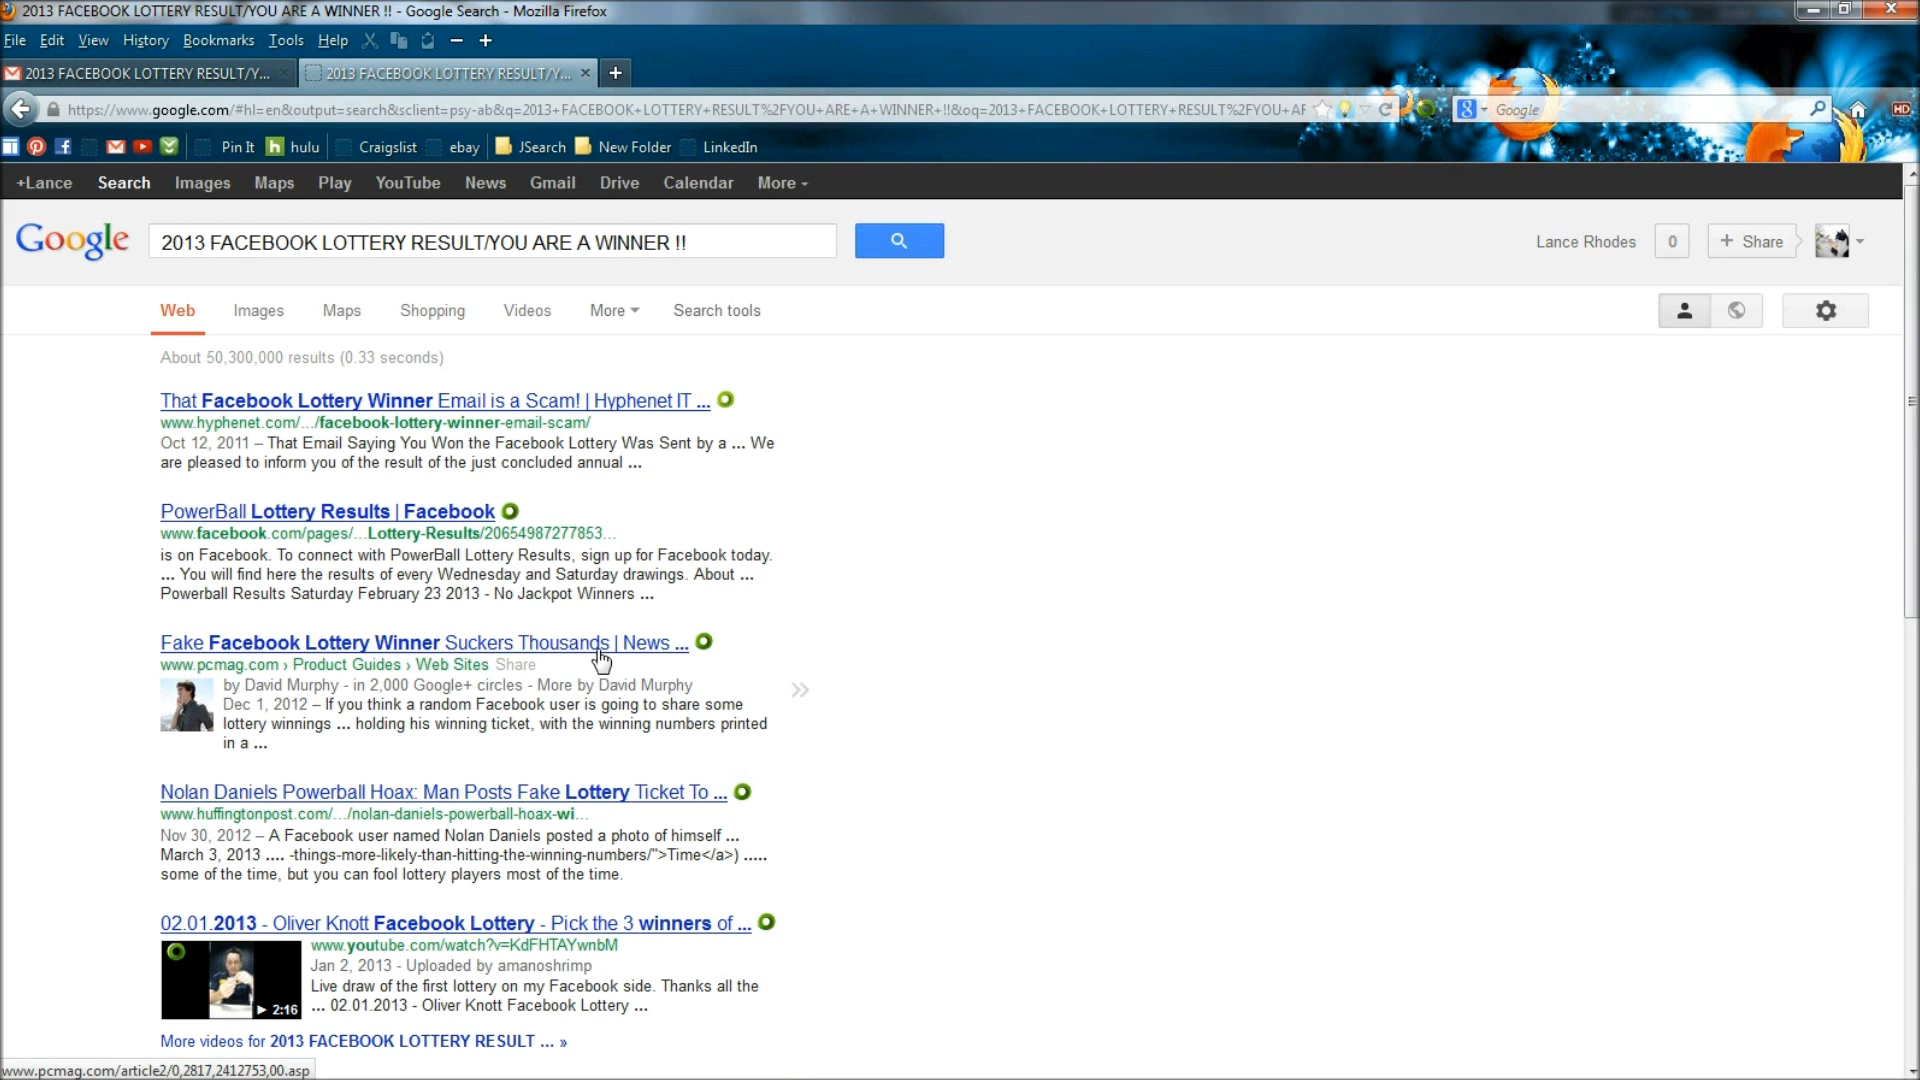 2013 FACEBOOK LOTTERY RESULT/YOU ARE A WINNER !! - Google Search - Mozilla Firefox
File Edit View History Bookmarks Tools Help
2013 FACEBOOK LOTTERY RESULT/Y... 2013 FACEBOOK LOTTERY RESULT/Y...
https://www.google.com/#hl=en&output=search&sclient=psy-ab&q=2013+FACEBOOK+LOTTERY+RESULT%2FYOU+ARE+A+WINNER+!!&oq=2013+FACEBOOK+LOTTERY+RESULT%2FYOU+AF Google HD
Pin It hulu Craigslist ebay JSearch New Folder LinkedIn
+Lance Search Images Maps Play YouTube News Gmail Drive Calendar More
Google 2013 FACEBOOK LOTTERY RESULT/YOU ARE A WINNER !! Lance Rhodes 0 + Share
Web Images Maps Shopping Videos More Search tools
About 50,300,000 results (0.33 seconds)
That Facebook Lottery Winner Email is a Scam! | Hyphenet IT ...
www.hyphenet.com/.../facebook-lottery-winner-email-scam/
Oct 12, 2011 – That Email Saying You Won the Facebook Lottery Was Sent by a ... We
are pleased to inform you of the result of the just concluded annual ...
PowerBall Lottery Results | Facebook
www.facebook.com/pages/...Lottery-Results/20654987277853...
is on Facebook. To connect with PowerBall Lottery Results, sign up for Facebook today.
... You will find here the results of every Wednesday and Saturday drawings. About ...
Powerball Results Saturday February 23 2013 - No Jackpot Winners ...
Fake Facebook Lottery Winner Suckers Thousands | News ...
www.pcmag.com › Product Guides › Web Sites Share
by David Murphy - in 2,000 Google+ circles - More by David Murphy
Dec 1, 2012 – If you think a random Facebook user is going to share some
lottery winnings ... holding his winning ticket, with the winning numbers printed
in a ...
Nolan Daniels Powerball Hoax: Man Posts Fake Lottery Ticket To ...
www.huffingtonpost.com/.../nolan-daniels-powerball-hoax-wi...
Nov 30, 2012 – A Facebook user named Nolan Daniels posted a photo of himself ...
March 3, 2013 .... -things-more-likely-than-hitting-the-winning-numbers/">Time</a>) .....
some of the time, but you can fool lottery players most of the time.
02.01.2013 - Oliver Knott Facebook Lottery - Pick the 3 winners of ...
www.youtube.com/watch?v=KdFHTAYwnbM
Jan 2, 2013 - Uploaded by amanoshrimp
Live draw of the first lottery on my Facebook side. Thanks all the
... 02.01.2013 - Oliver Knott Facebook Lottery ...
2:16
More videos for 2013 FACEBOOK LOTTERY RESULT ... »
www.pcmag.com/article2/0,2817,2412753,00.asp